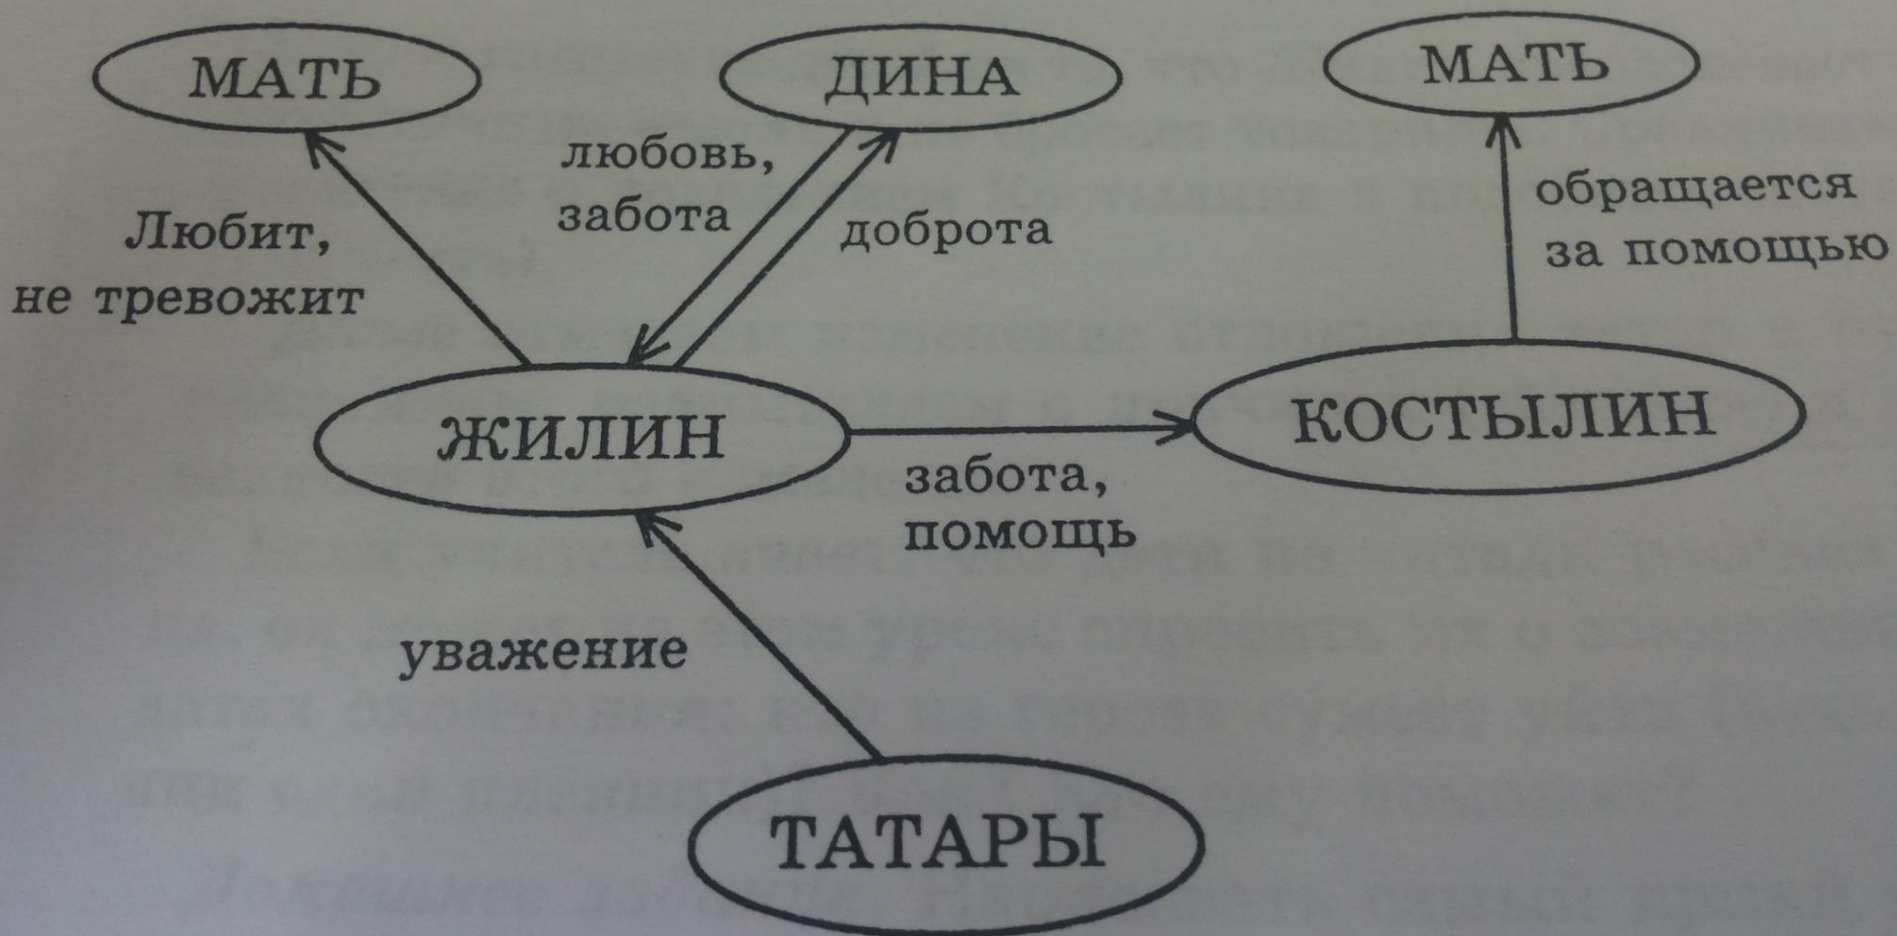 МАТЬ
ДИНА
МАТЬ
любовь,
забота
доброта
обращается
за помощью
Любит,
не тревожит
ЖИЛИН
КОСТЫЛИН
забота,
помощь
уважение
ТАТАРЫ